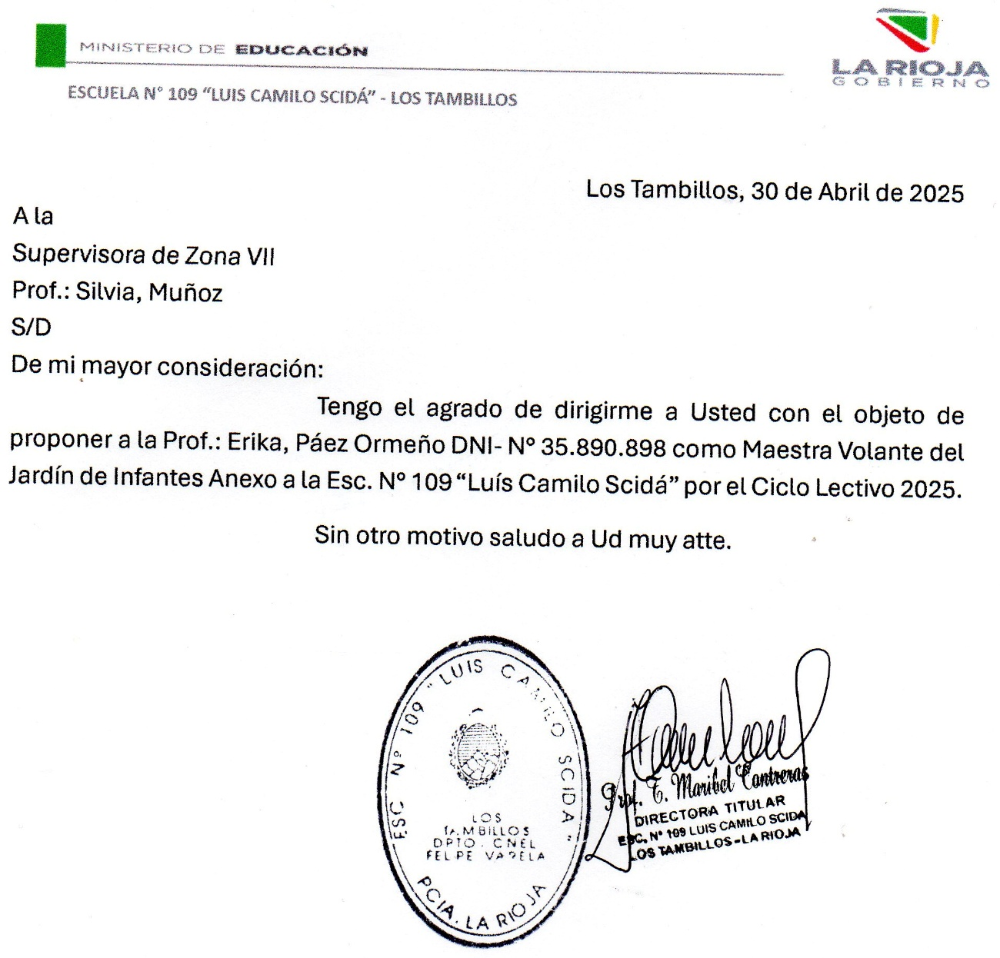 MINISTERIO DE EDUCACIÓN
LA RIOJA
GOBIERNO
ESCUELA N° 109 “LUIS CAMILO SCIDÁ” - LOS TAMBILLOS
Los Tambillos, 30 de Abril de 2025
A la
Supervisora de Zona VII
Prof.: Silvia, Muñoz
S/D
De mi mayor consideración:
Tengo el agrado de dirigirme a Usted con el objeto de
proponer a la Prof.: Erika, Páez Ormeño DNI- Nº 35.890.898 como Maestra Volante del
Jardín de Infantes Anexo a la Esc. Nº 109 “Luís Camilo Scidá” por el Ciclo Lectivo 2025.
Sin otro motivo saludo a Ud muy atte.
ESC Nº 109 "LUIS CAMILO SCIDA"
LOS
TAMBILLOS
DPTO. CNEL
FELIPE VARELA
PCIA. LA RIOJA
Prof. T. Maribel Contreras
DIRECTORA TITULAR
ESC. Nº 109 LUIS CAMILO SCIDA
LOS TAMBILLOS-LA RIOJA